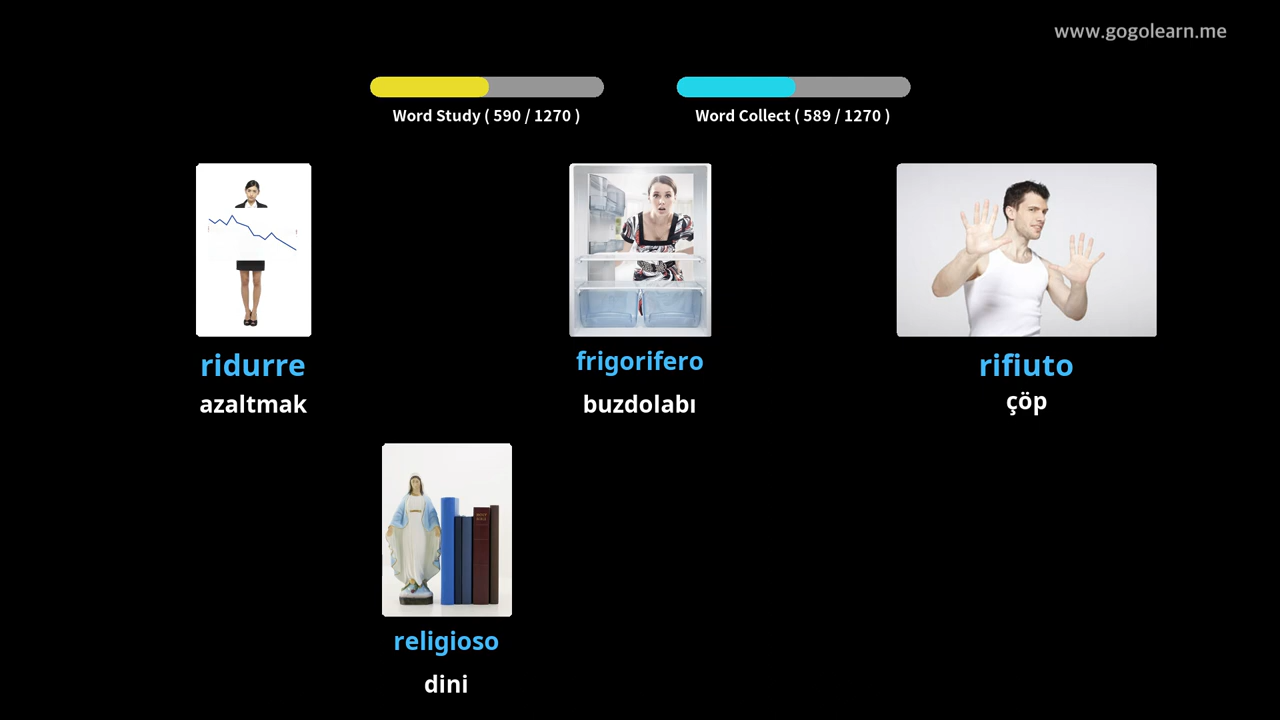 www.gogolearn.me
Word Study ( 590 / 1270 )
Word Collect ( 589 / 1270 )
ridurre
azaltmak
frigorifero
buzdolabı
rifiuto
çöp
religioso
dini